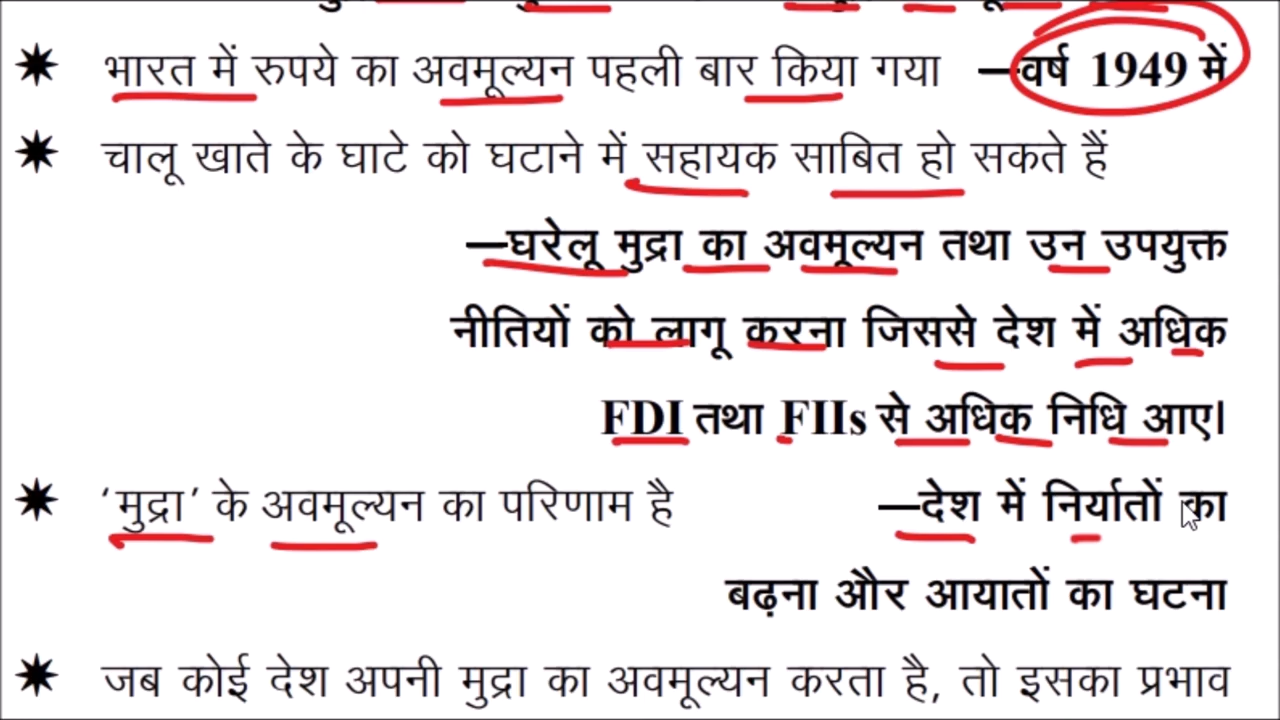 ✷ भारत में रुपये का अवमूल्यन पहली बार किया गया —वर्ष 1949 में
✷ चालू खाते के घाटे को घटाने में सहायक साबित हो सकते हैं
—घरेलू मुद्रा का अवमूल्यन तथा उन उपयुक्त
नीतियों को लागू करना जिससे देश में अधिक
FDI तथा FIIs से अधिक निधि आए।
✷ ‘मुद्रा’ के अवमूल्यन का परिणाम है —देश में निर्यातों का
बढ़ना और आयातों का घटना
✷ जब कोई देश अपनी मुद्रा का अवमूल्यन करता है, तो इसका प्रभाव